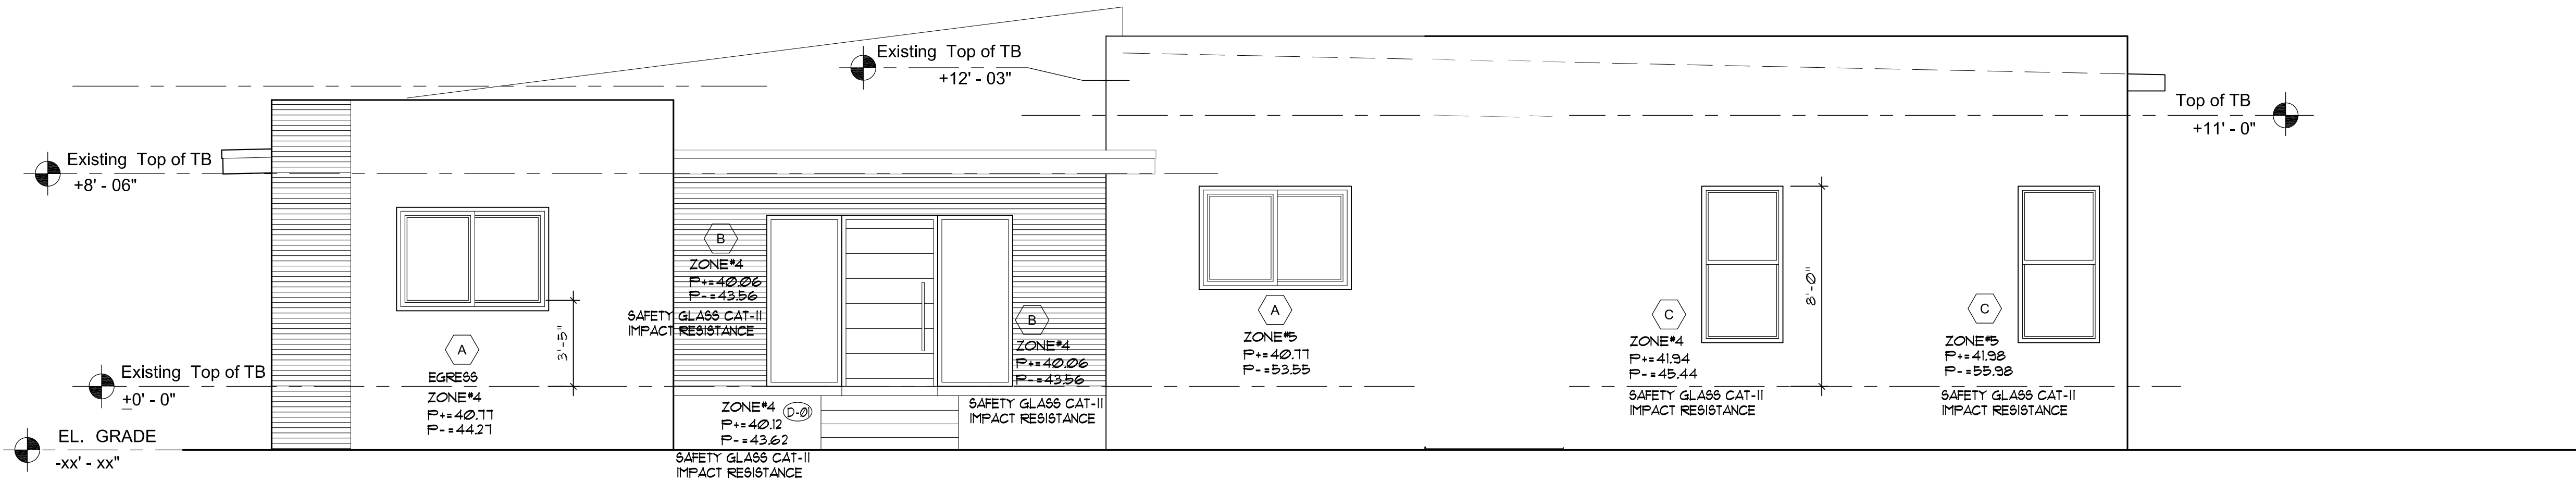 Existing Top of TB
+12' - 03"
Top of TB
+11' - 0"
Existing Top of TB
+8' - 06"
B
ZONE#4
P+=40.06
P-=43.56
SAFETY GLASS CAT-II
IMPACT RESISTANCE
3'-5"
A
EGRESS
ZONE#4
P+=40.77
P-=44.27
B
ZONE#4
P+=40.06
P-=43.56
SAFETY GLASS CAT-II
IMPACT RESISTANCE
A
ZONE#5
P+=40.77
P-=53.55
C
ZONE#4
P+=41.94
P-=45.44
SAFETY GLASS CAT-II
IMPACT RESISTANCE
8'-0"
C
ZONE#5
P+=41.98
P-=55.98
SAFETY GLASS CAT-II
IMPACT RESISTANCE
Existing Top of TB
+0' - 0"
ZONE#4
D-01
P+=40.12
P-=43.62
SAFETY GLASS CAT-II
IMPACT RESISTANCE
EL. GRADE
-xx' - xx"